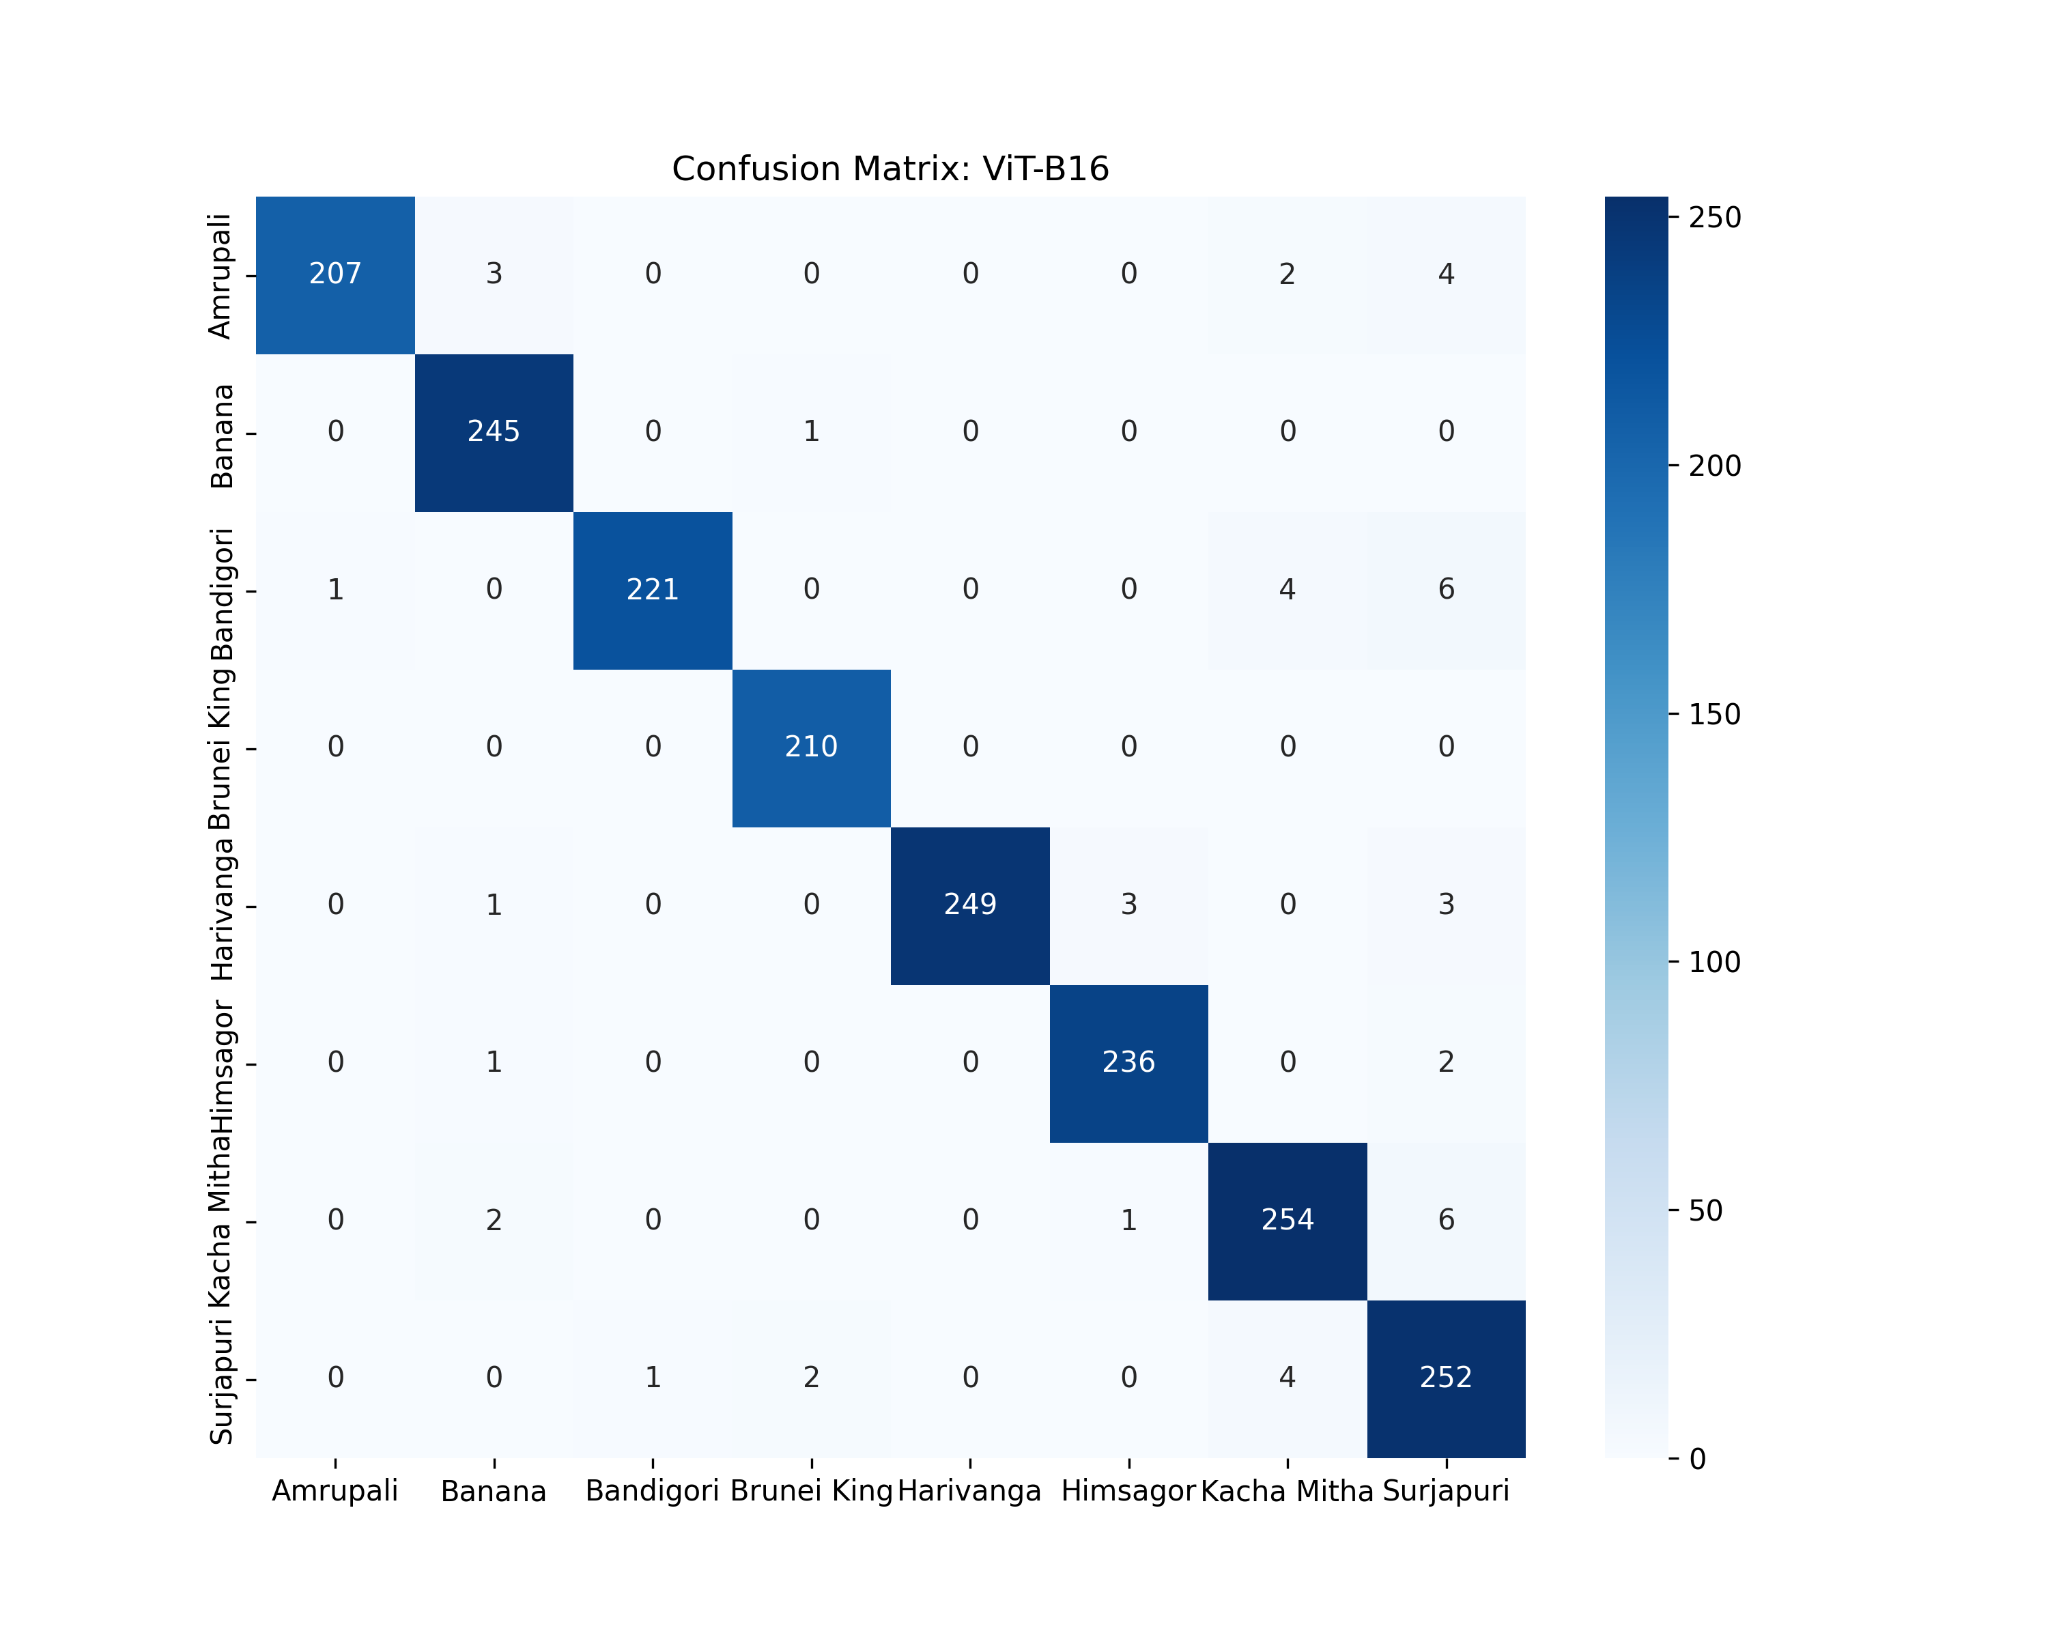 Confusion Matrix: ViT-B16
Amrupali 207 3 0 0 0 0 2 4
Banana 0 245 0 1 0 0 0 0
Bandigori 1 0 221 0 0 0 4 6
Brunei King 0 0 0 210 0 0 0 0
Harivanga 0 1 0 0 249 3 0 3
Himsagor 0 1 0 0 0 236 0 2
Kacha Mitha 0 2 0 0 0 1 254 6
Surjapuri 0 0 1 2 0 0 4 252
Amrupali Banana Bandigori Brunei King Harivanga Himsagor Kacha Mitha Surjapuri
250
200
150
100
50
0